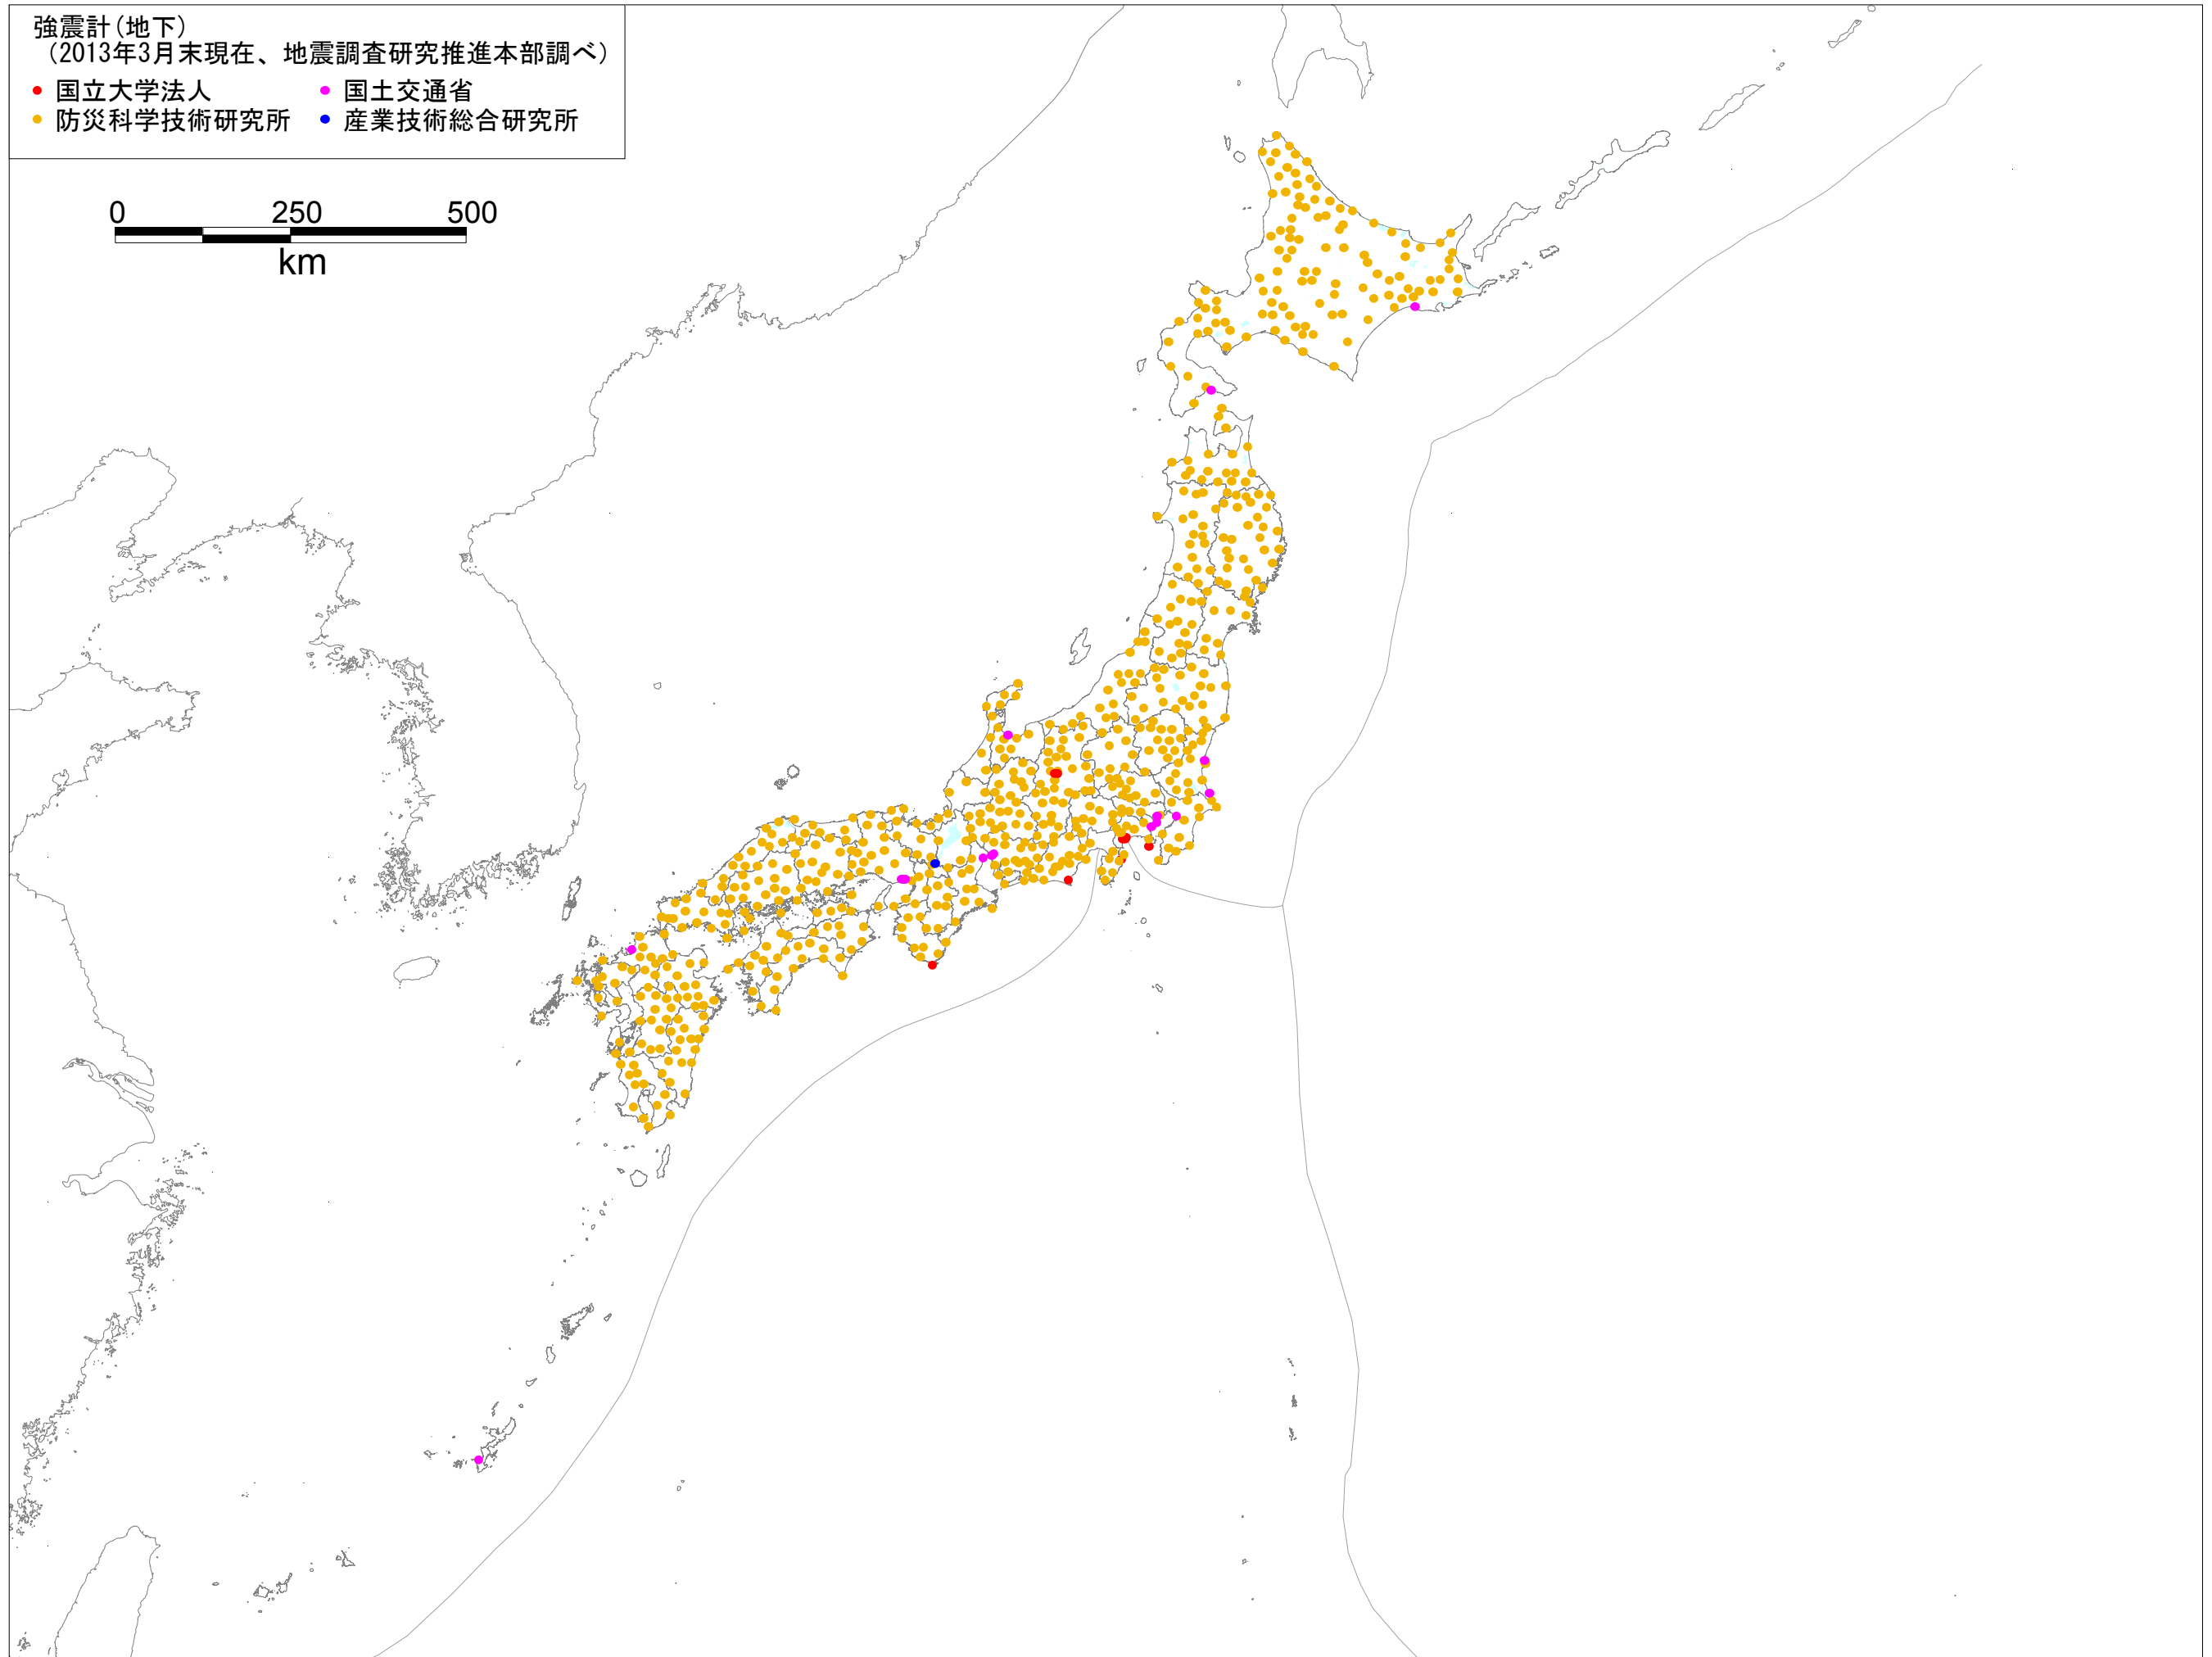 強震計(地下)
(2013年3月末現在、地震調査研究推進本部調べ)
国立大学法人 国土交通省
防災科学技術研究所 産業技術総合研究所
0 250 500
km